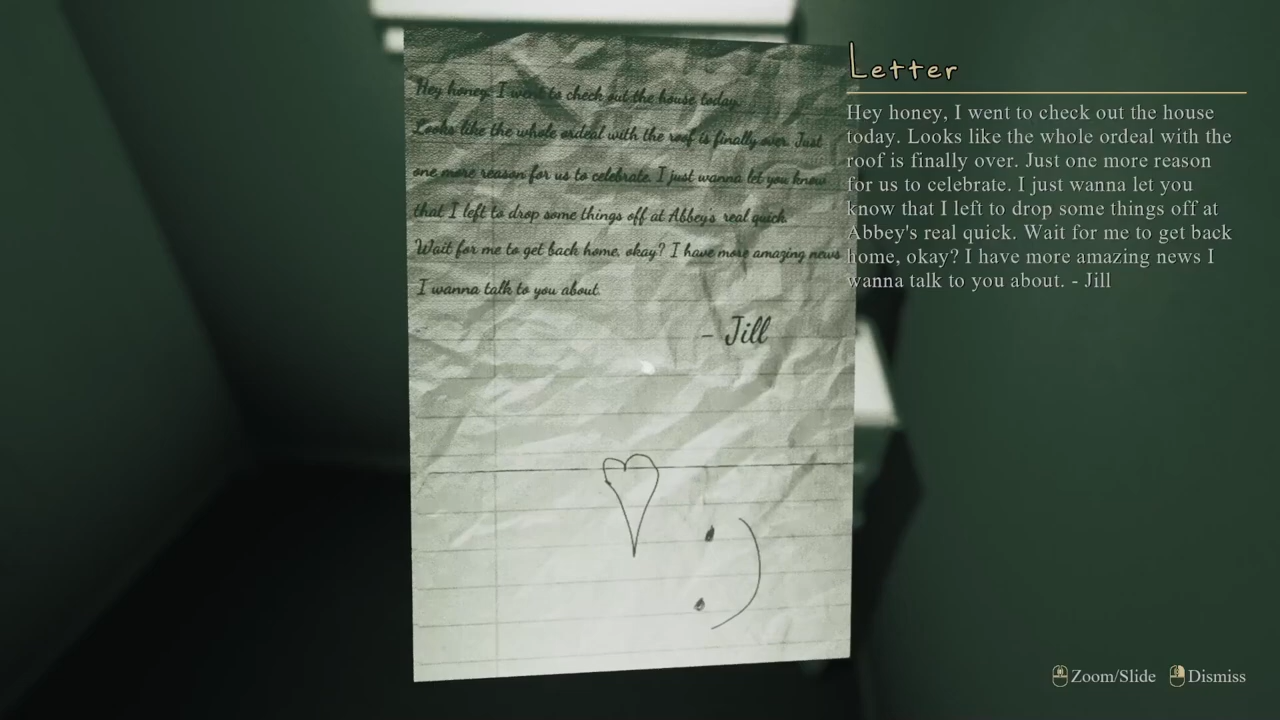 Hey honey, I went to check out the house today.
Looks like the whole ordeal with the roof is finally over. Just
one more reason for us to celebrate. I just wanna let you know
that I left to drop some things off at Abbey's real quick.
Wait for me to get back home, okay? I have more amazing news
I wanna talk to you about.
- Jill
:)
Letter
Hey honey, I went to check out the house
today. Looks like the whole ordeal with the
roof is finally over. Just one more reason
for us to celebrate. I just wanna let you
know that I left to drop some things off at
Abbey's real quick. Wait for me to get back
home, okay? I have more amazing news I
wanna talk to you about. - Jill
Zoom/Slide Dismiss